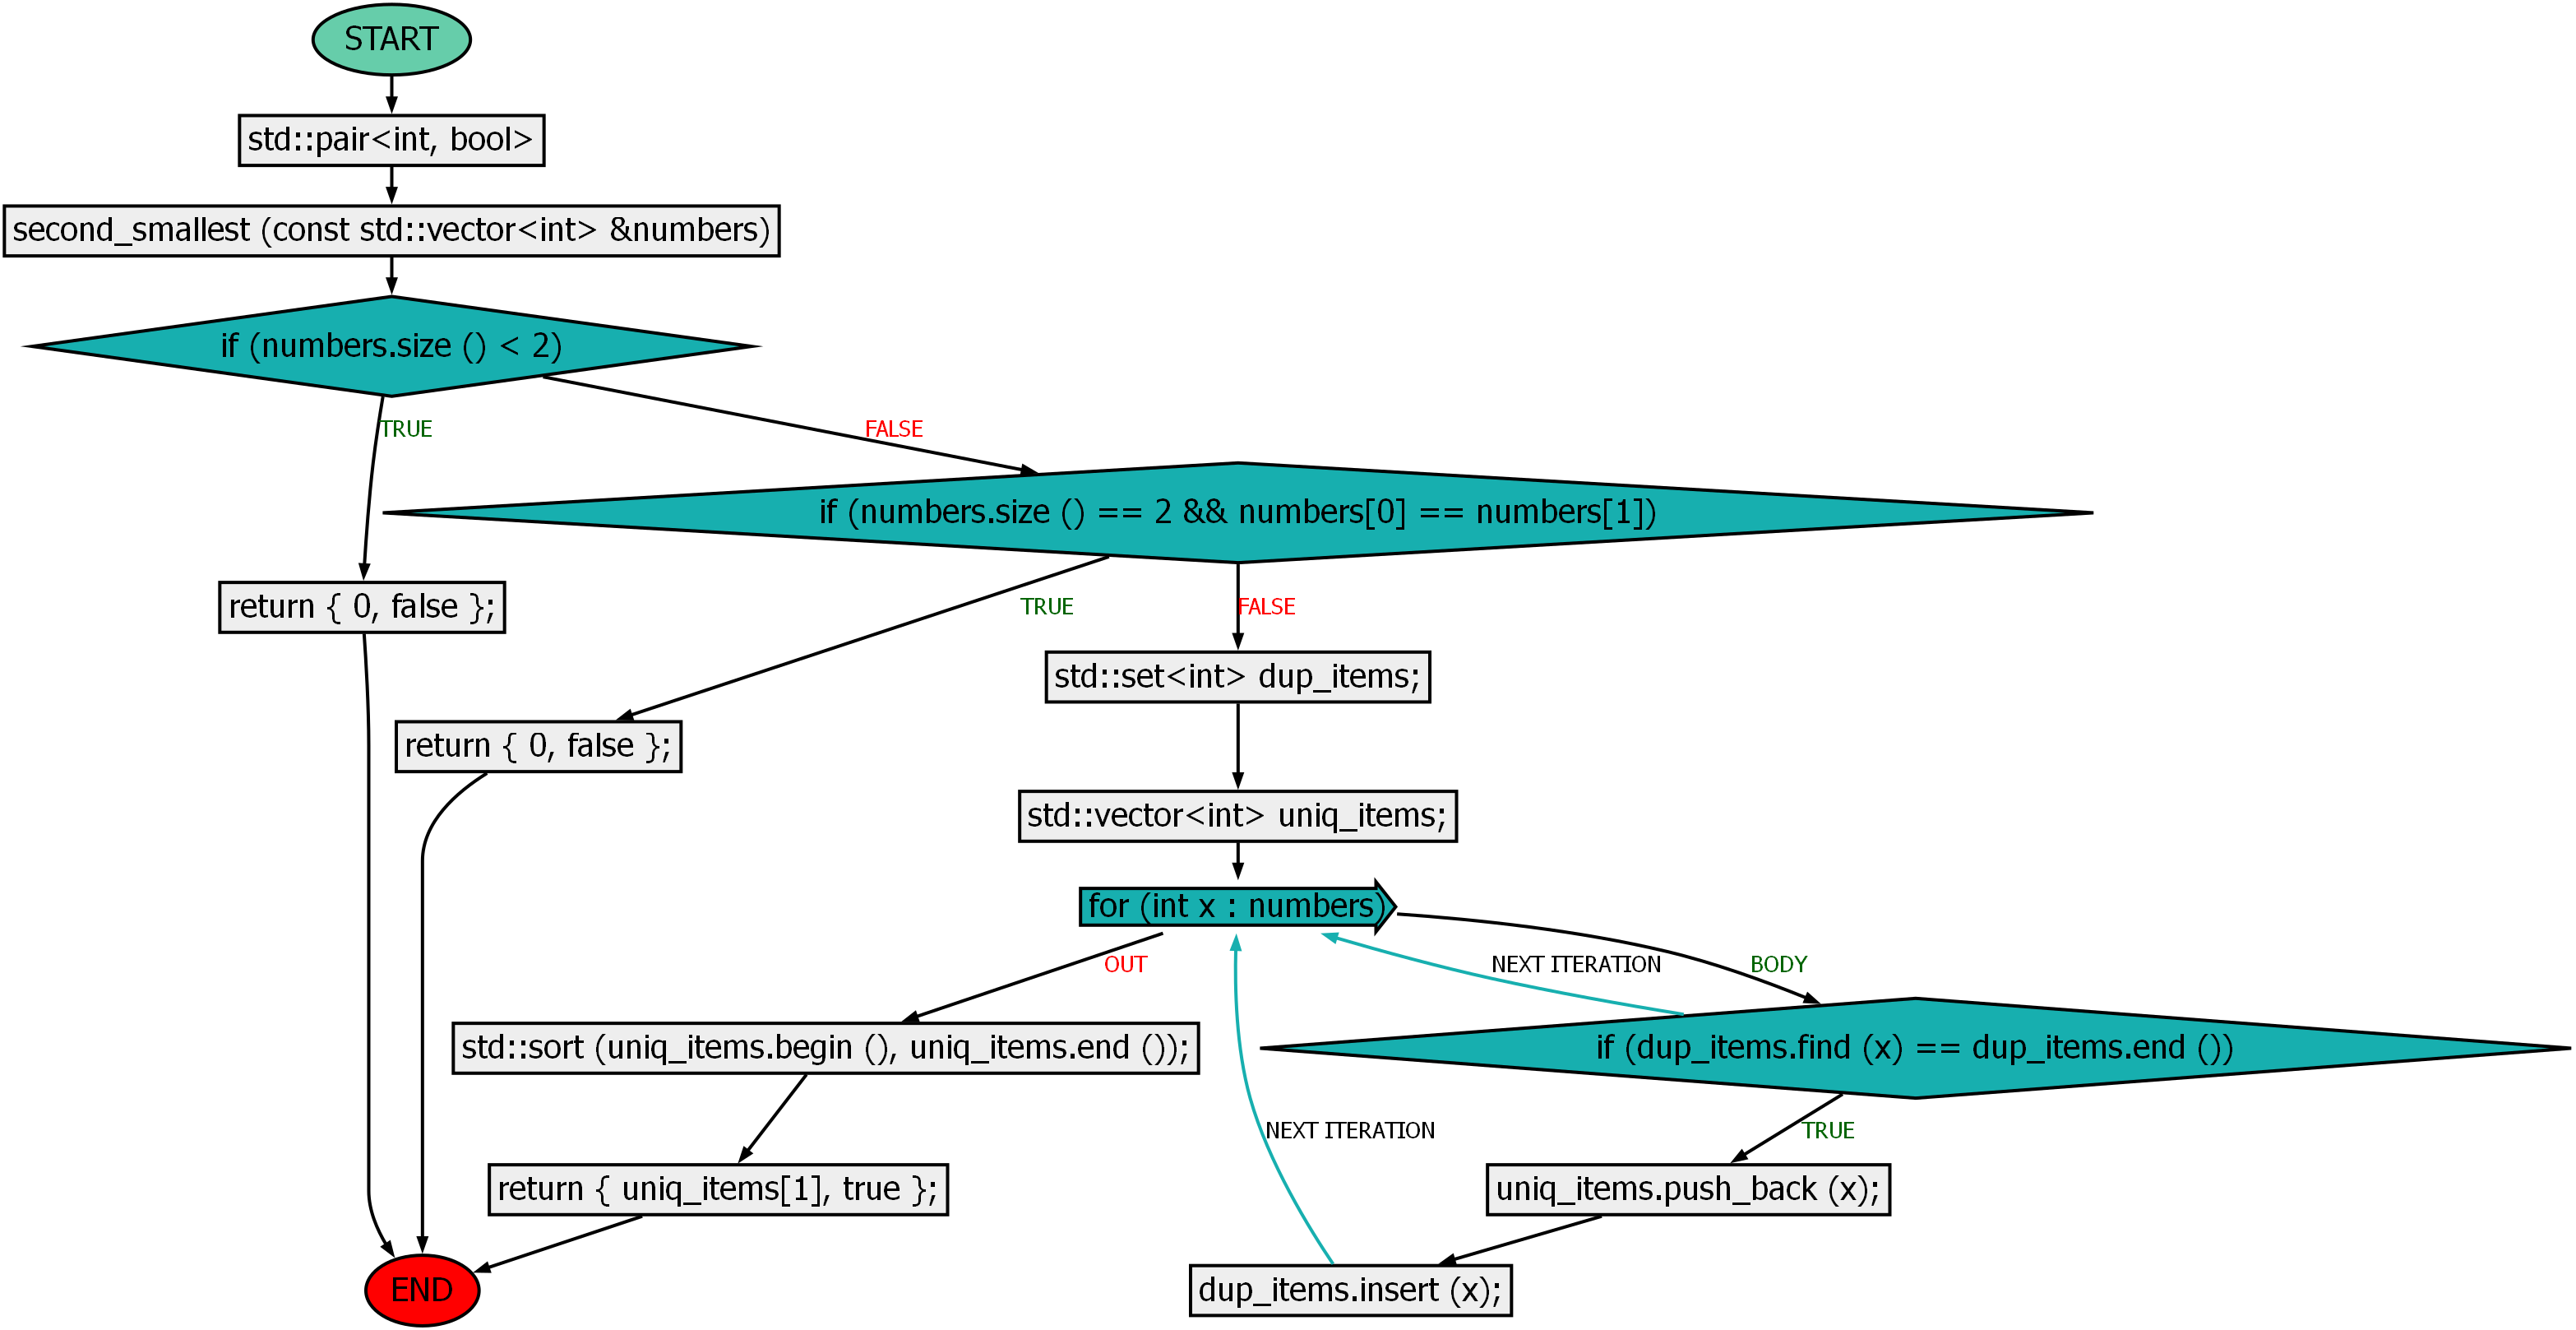 START
std::pair<int, bool>
second_smallest (const std::vector<int> &numbers)
if (numbers.size () < 2)
TRUE
FALSE
if (numbers.size () == 2 && numbers[0] == numbers[1])
return { 0, false };
TRUE
FALSE
std::set<int> dup_items;
return { 0, false };
std::vector<int> uniq_items;
for (int x : numbers)
OUT
NEXT ITERATION
BODY
std::sort (uniq_items.begin (), uniq_items.end ());
if (dup_items.find (x) == dup_items.end ())
NEXT ITERATION
TRUE
return { uniq_items[1], true };
uniq_items.push_back (x);
END
dup_items.insert (x);